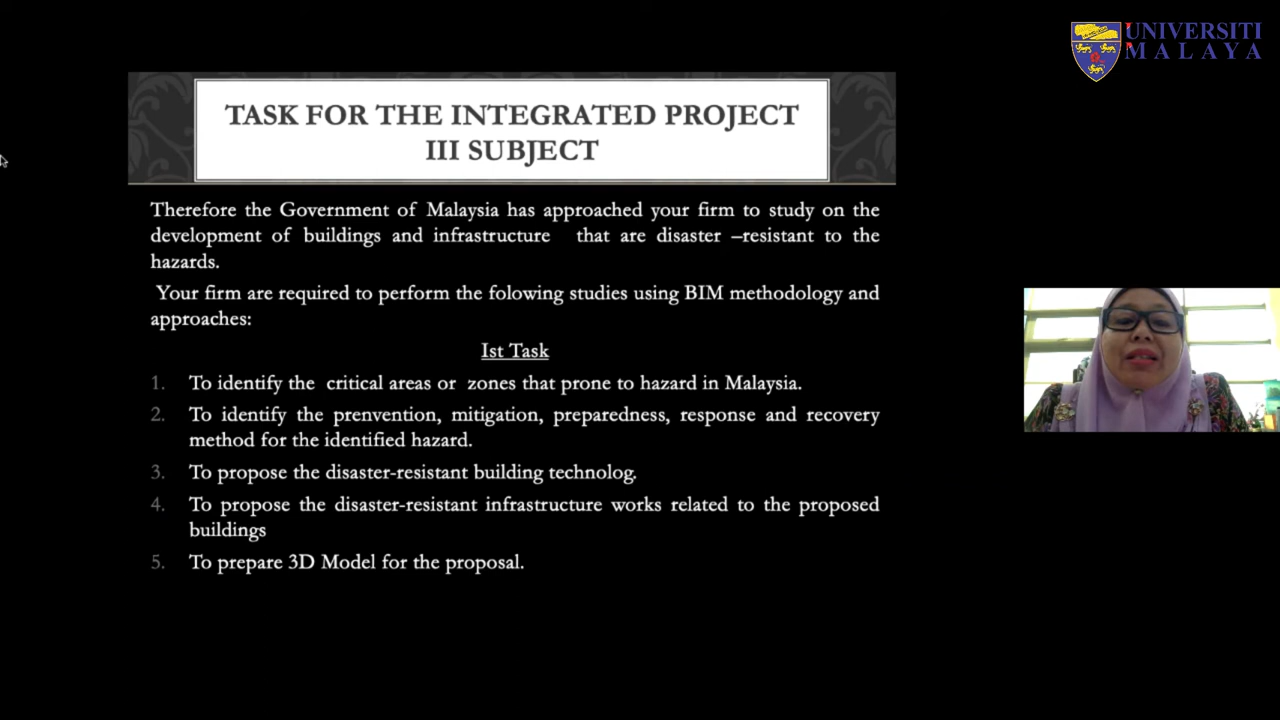 UNIVERSITI
MALAYA
TASK FOR THE INTEGRATED PROJECT
III SUBJECT
Therefore the Government of Malaysia has approached your firm to study on the
development of buildings and infrastructure that are disaster –resistant to the
hazards.
Your firm are required to perform the folowing studies using BIM methodology and
approaches:
Ist Task
1. To identify the critical areas or zones that prone to hazard in Malaysia.
2. To identify the prenvention, mitigation, preparedness, response and recovery
method for the identified hazard.
3. To propose the disaster-resistant building technolog.
4. To propose the disaster-resistant infrastructure works related to the proposed
buildings
5. To prepare 3D Model for the proposal.